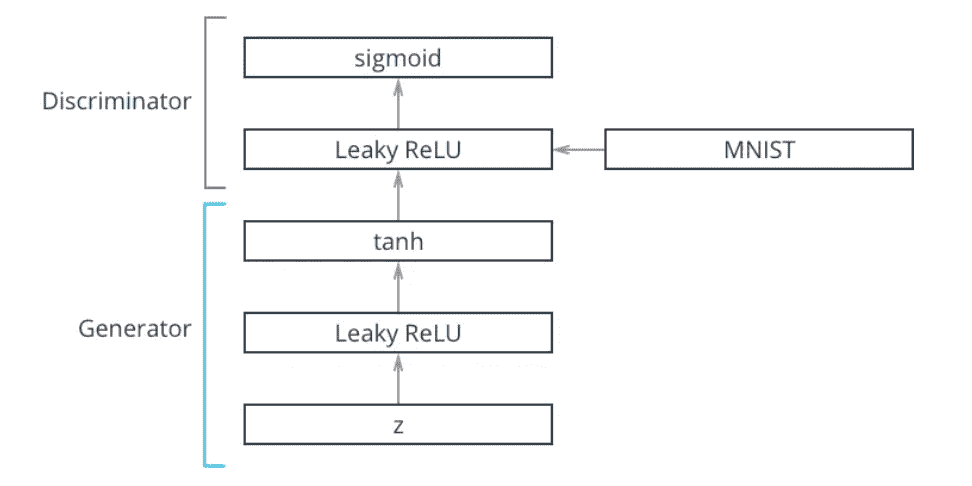 sigmoid
Discriminator
Leaky ReLU
MNIST
tanh
Generator
Leaky ReLU
z